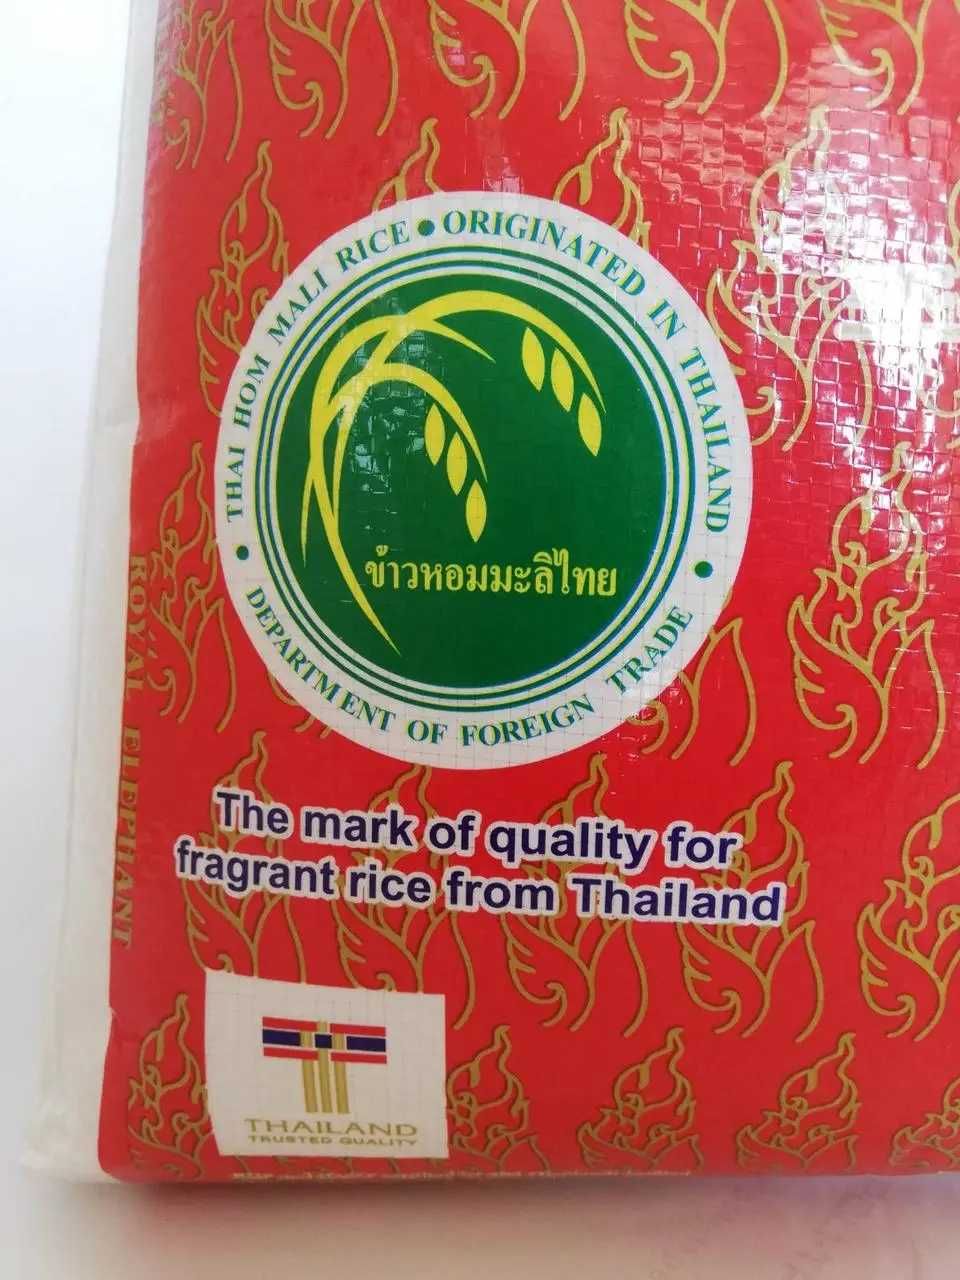 THAI HOM MALI RICE • ORIGINATED IN THAILAND
ข้าวหอมมะลิไทย
• DEPARTMENT OF FOREIGN TRADE •
The mark of quality for
fragrant rice from Thailand
ROYAL ELEPHANT
THAILAND
TRUSTED QUALITY